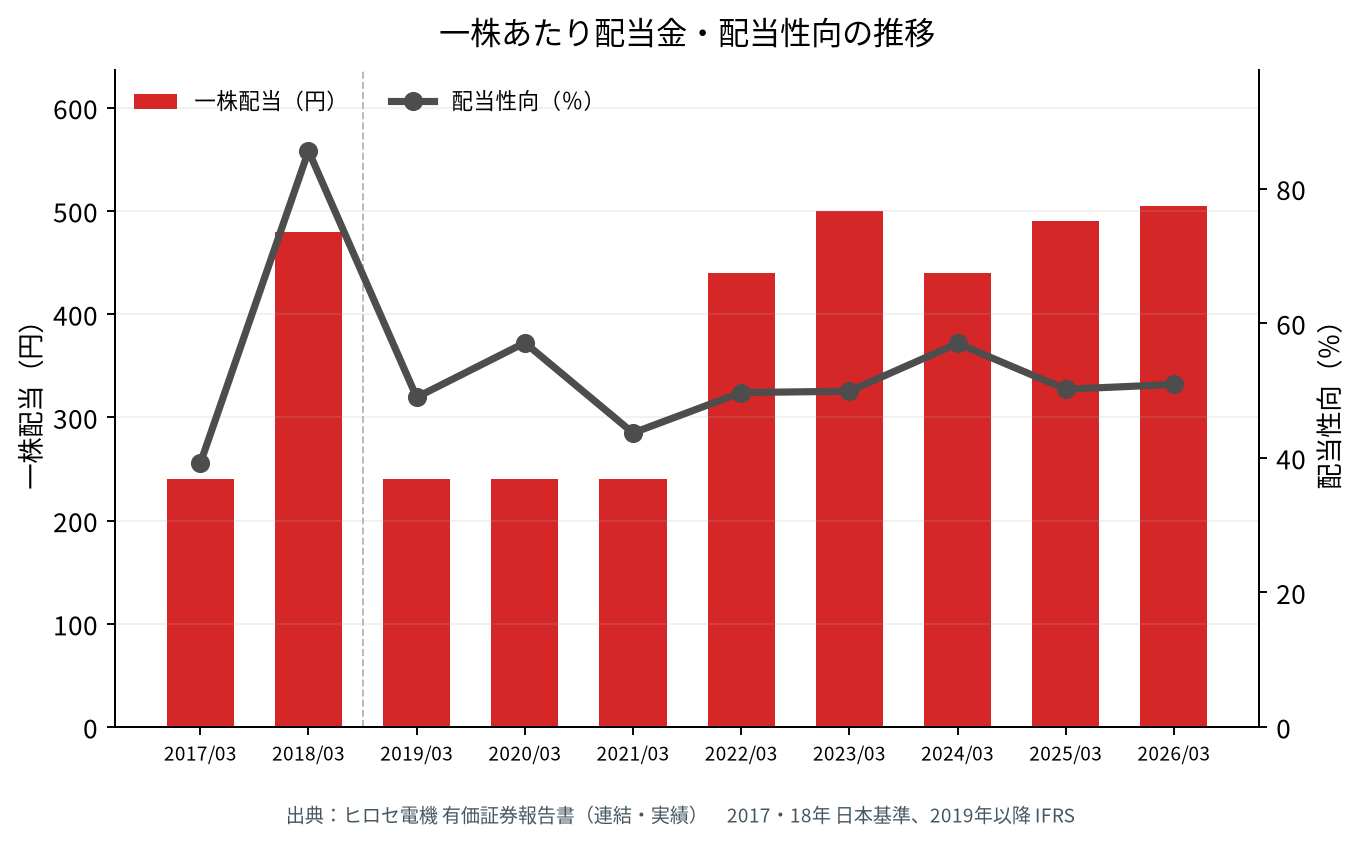 一株あたり配当金・配当性向の推移
一株配当（円）
配当性向（%）
一株配当（円）
600
500
400
300
200
100
0
80
60
40
20
0
配当性向（%）
2017/03 2018/03 2019/03 2020/03 2021/03 2022/03 2023/03 2024/03 2025/03 2026/03
出典：ヒロセ電機 有価証券報告書（連結・実績） 2017・18年 日本基準、2019年以降 IFRS